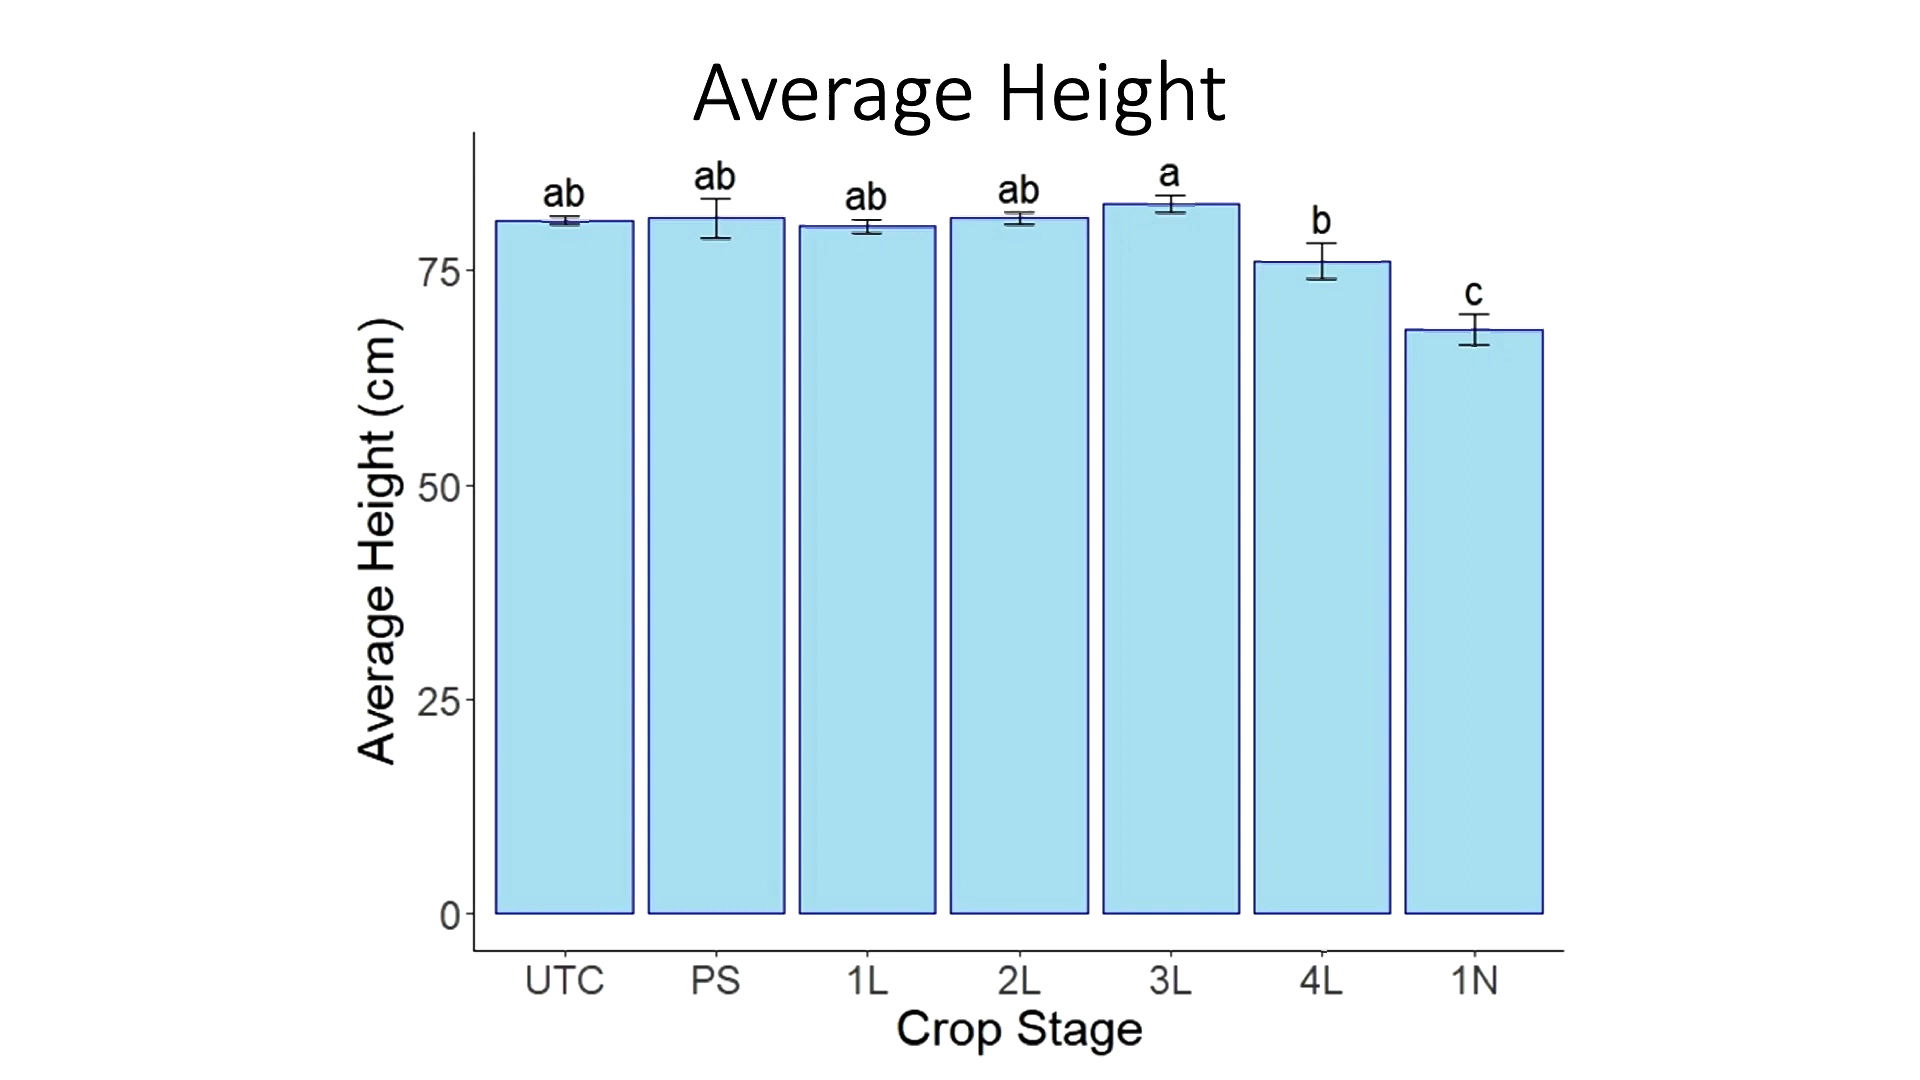 Average Height
ab
ab
ab
ab
a
b
c
Average Height (cm)
75
50
25
0
UTC
PS
1L
2L
3L
4L
1N
Crop Stage